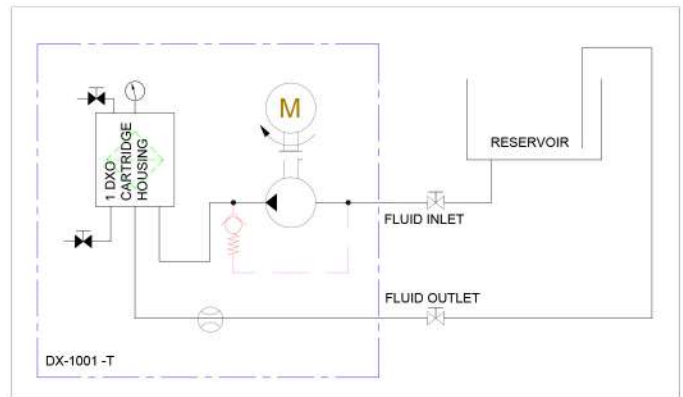 M
1 DXO
CARTRIDGE
HOUSING
RESERVOIR
FLUID INLET
FLUID OUTLET
DX-1001 -T